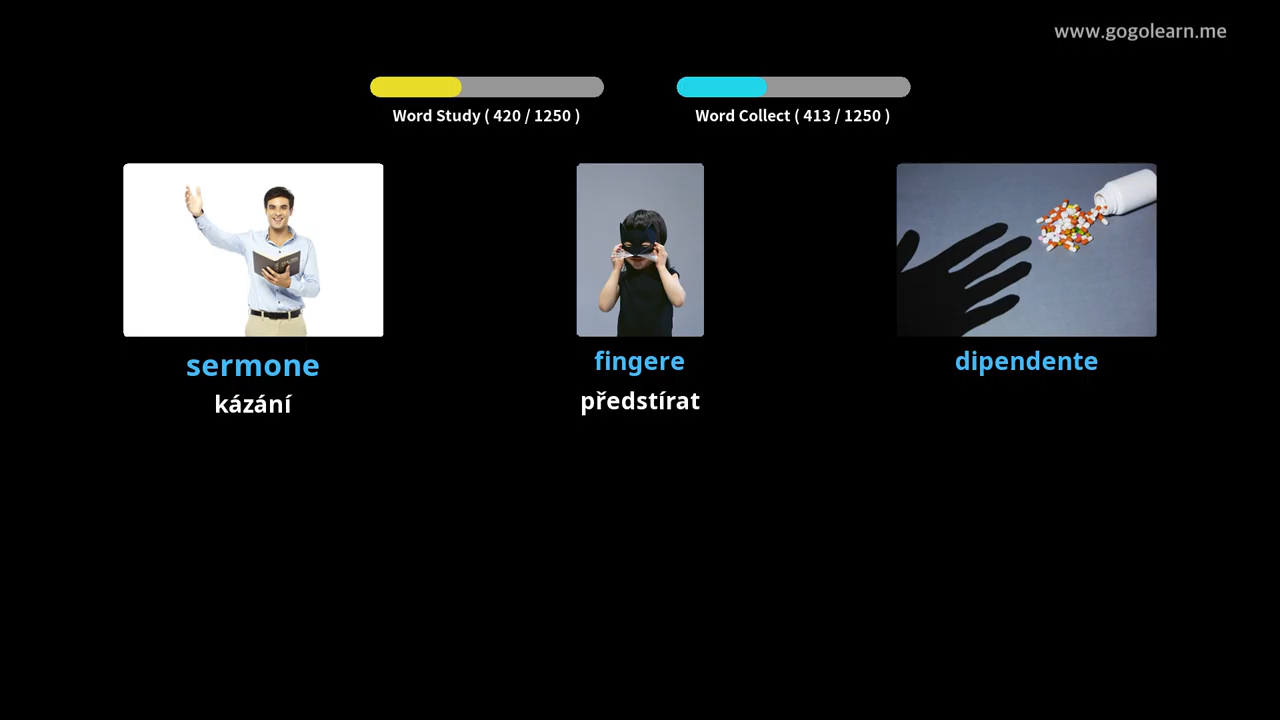 www.gogolearn.me
Word Study ( 420 / 1250 )
Word Collect ( 413 / 1250 )
sermone
kázání
fingere
předstírat
dipendente